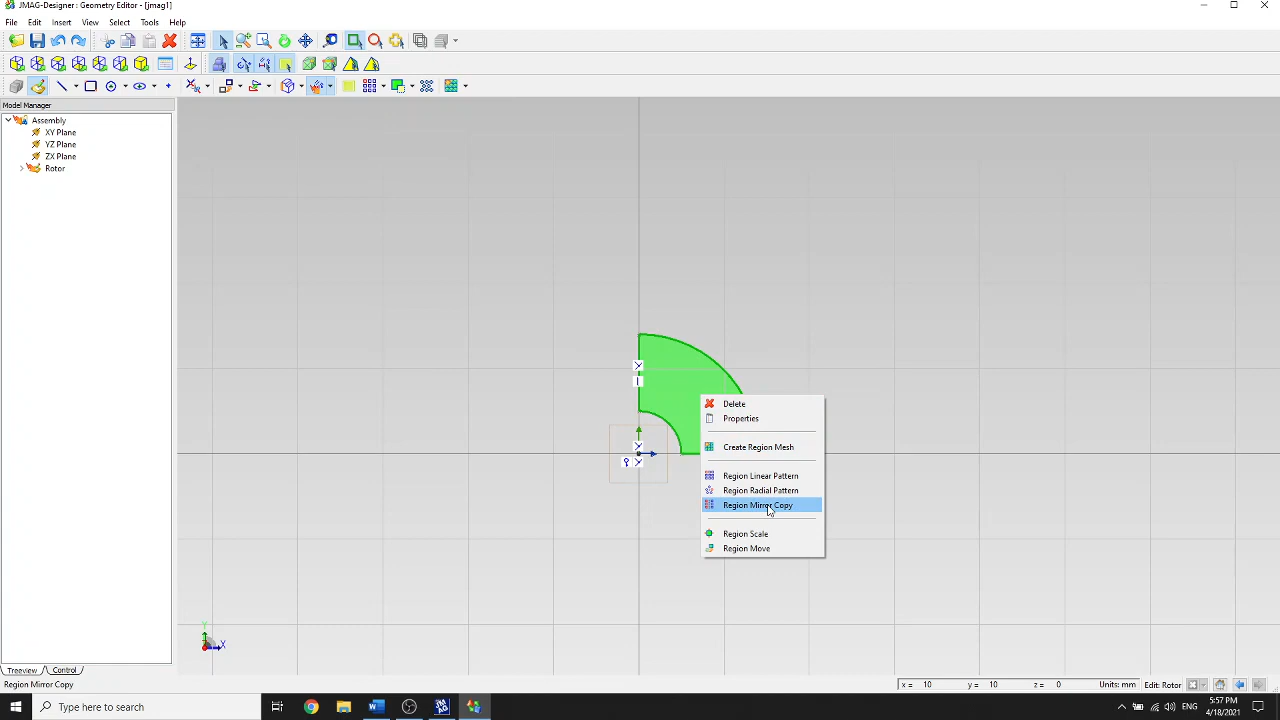 JMAG-Designer: Geometry Editor - [jmag1]
File Edit Insert View Select Tools Help
Model Manager
Assembly
XY Plane
YZ Plane
ZX Plane
Rotor
Delete
Properties
Create Region Mesh
Region Linear Pattern
Region Radial Pattern
Region Mirror Copy
Region Scale
Region Move
Y
X
Treeview Control
Region Mirror Copy x = 10 y = 10 z = 0 Units: mm Edit: Rotor
Type here to search
ENG
5:57 PM
4/18/2021